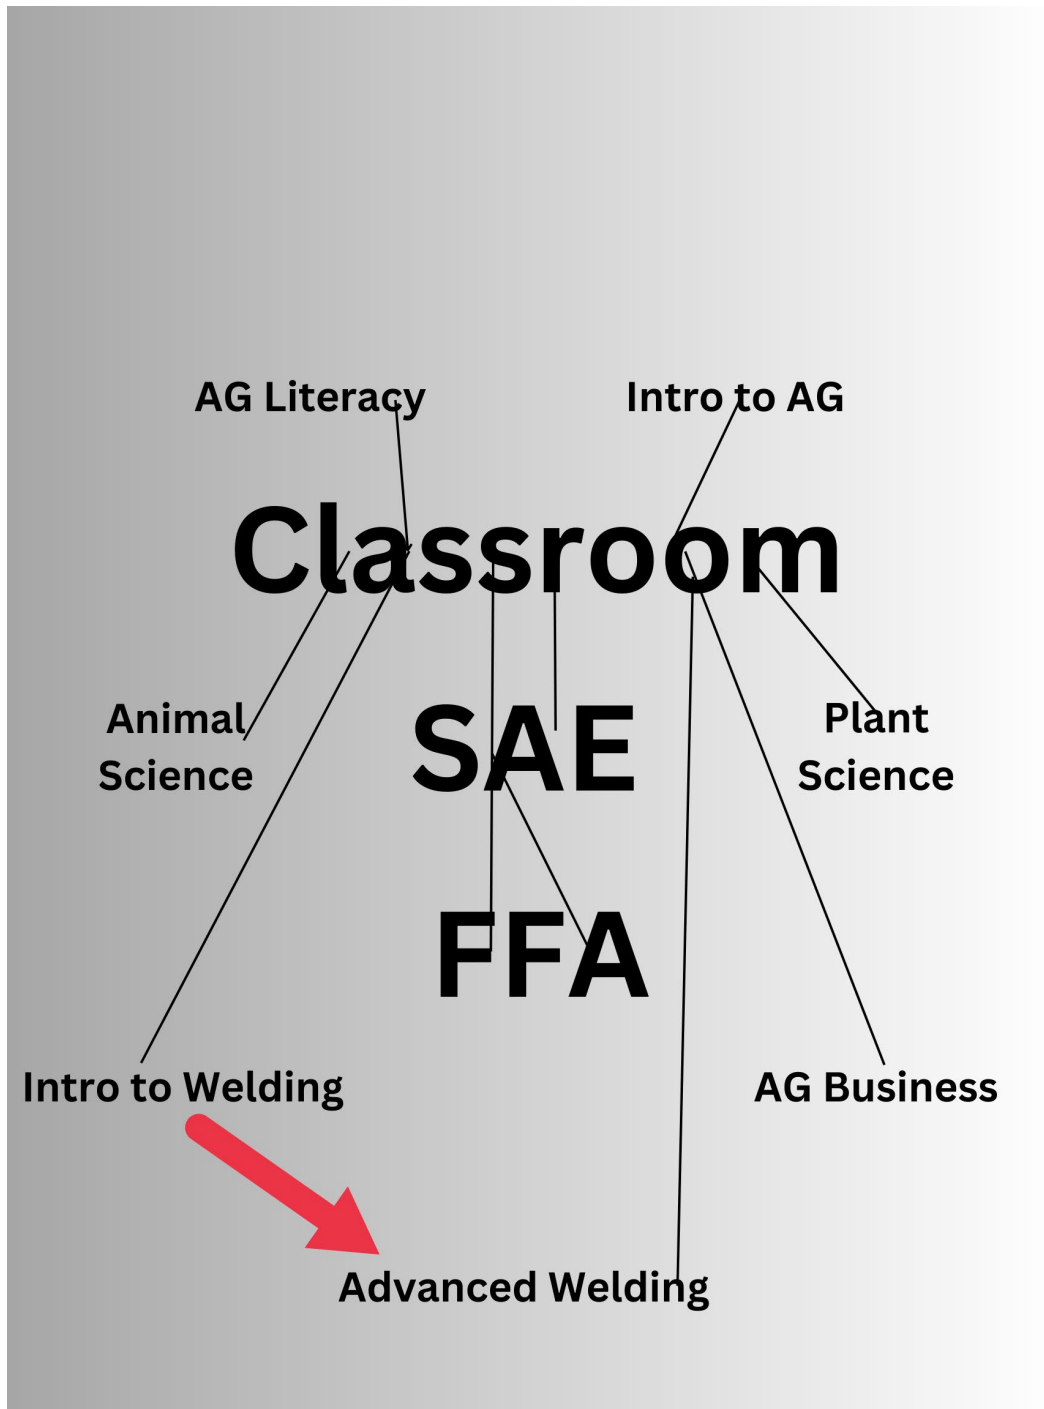 AG Literacy
Intro to AG
Classroom
Animal
Science
SAE
Plant
Science
FFA
Intro to Welding
AG Business
Advanced Welding